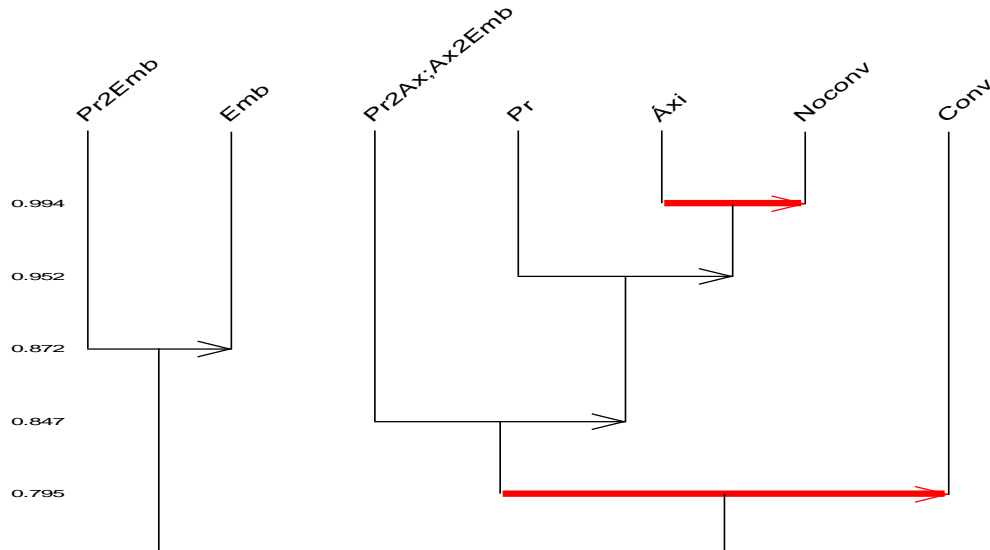 Pr2Emb
Emb
Pr2Ax;Ax2Emb
Pr
Áxi
Noconv
Conv
0.994
0.952
0.872
0.847
0.795